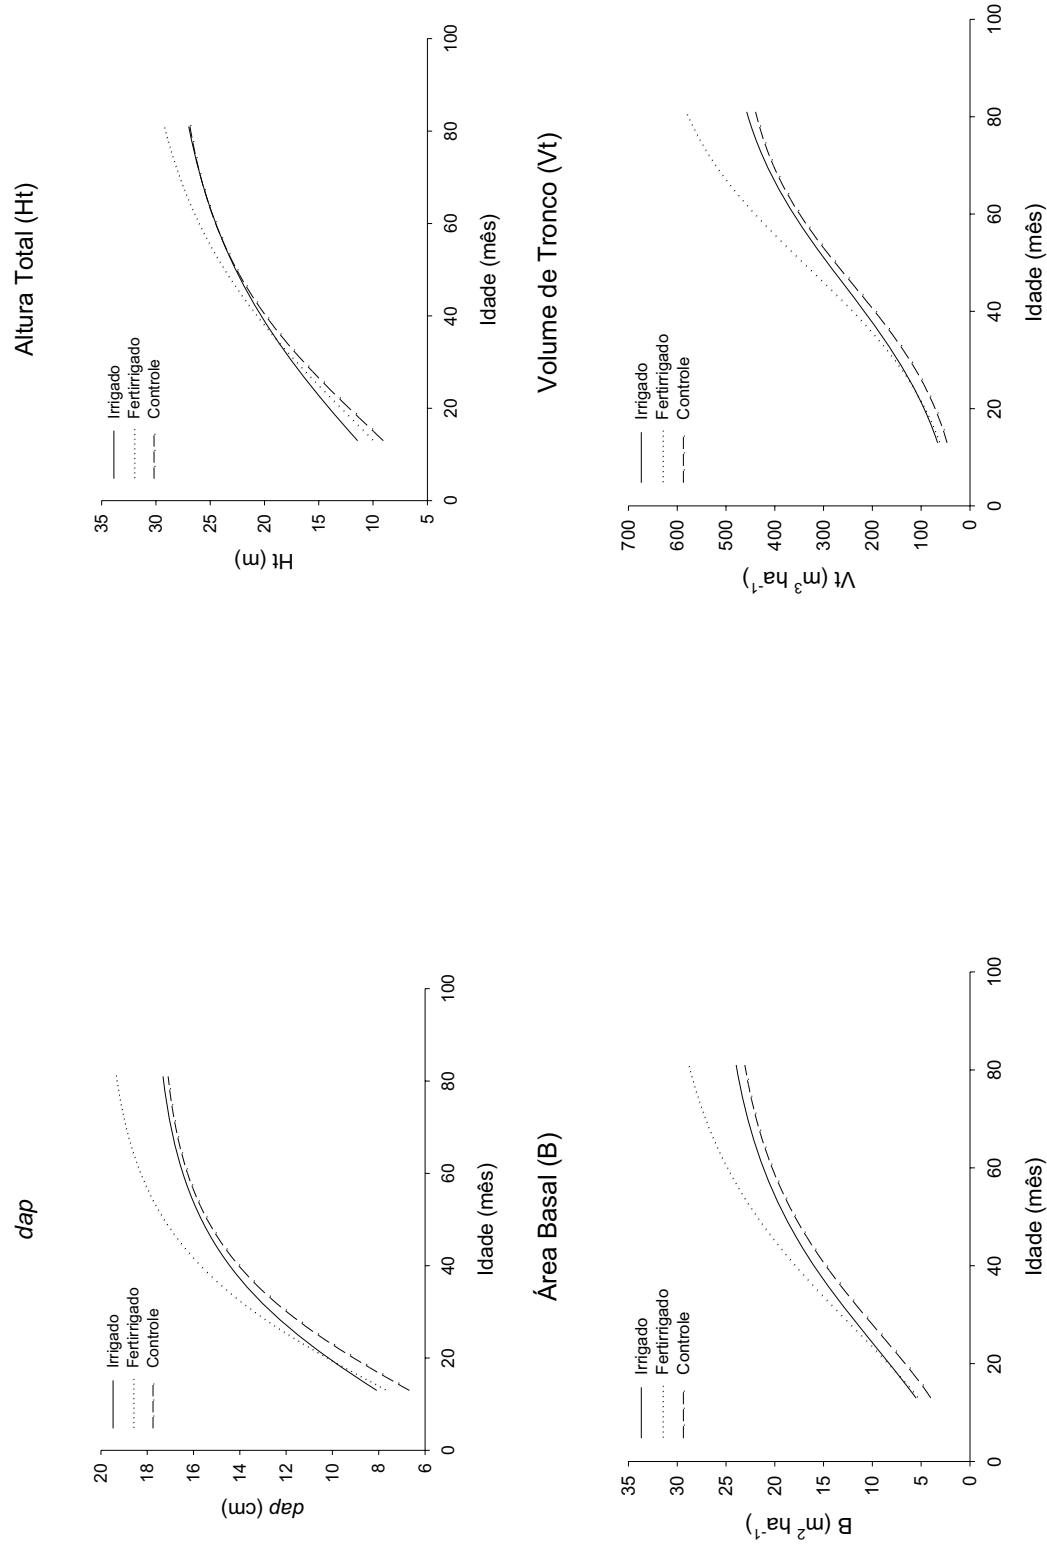 dap
Irrigado
Fertirrigado
Controle
20
18
16
14
12
10
8
6
dap (cm)
0 20 40 60 80 100
Idade (mês)
Altura Total (Ht)
Irrigado
Fertirrigado
Controle
35
30
25
20
15
10
5
Ht (m)
0 20 40 60 80 100
Idade (mês)
Área Basal (B)
Irrigado
Fertirrigado
Controle
35
30
25
20
15
10
5
0
B (m² ha⁻¹)
0 20 40 60 80 100
Idade (mês)
Volume de Tronco (Vt)
Irrigado
Fertirrigado
Controle
700
600
500
400
300
200
100
0
Vt (m³ ha⁻¹)
0 20 40 60 80 100
Idade (mês)